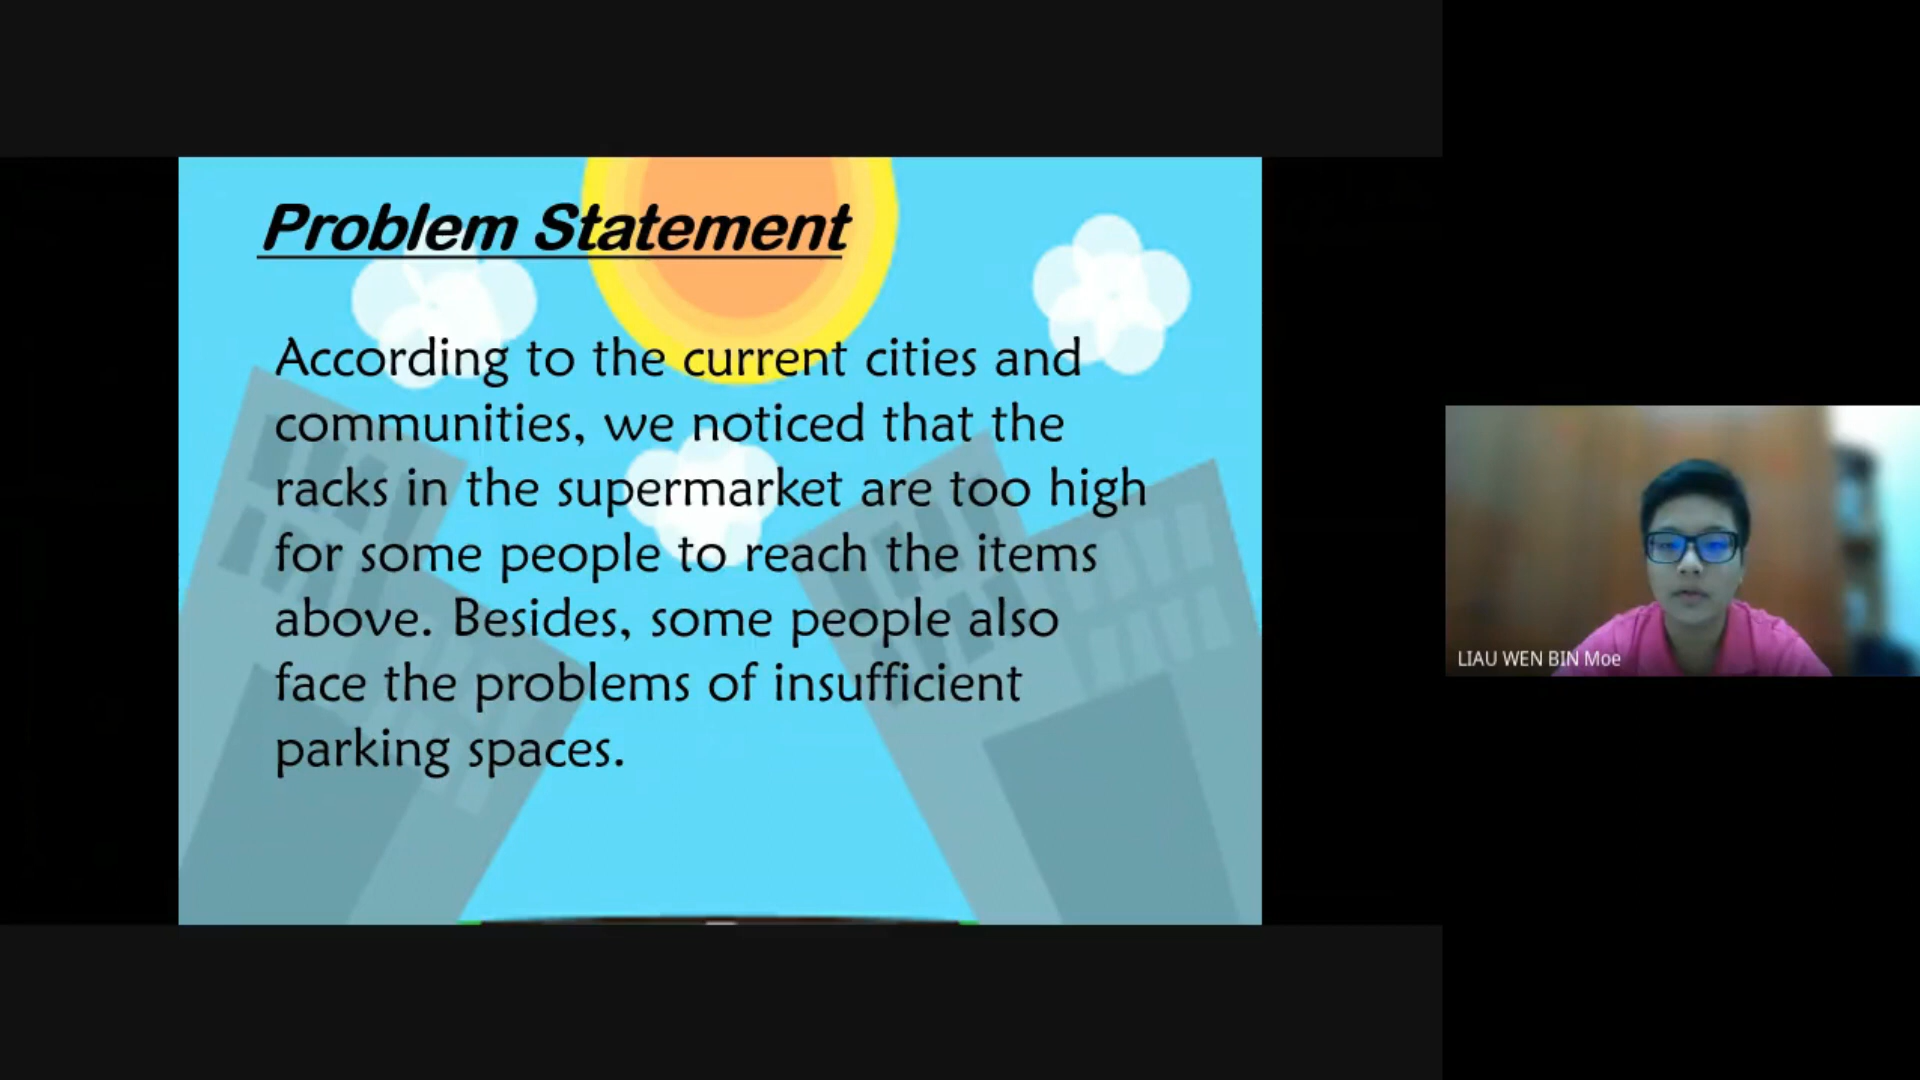 Problem Statement
According to the current cities and
communities, we noticed that the
racks in the supermarket are too high
for some people to reach the items
above. Besides, some people also
face the problems of insufficient
parking spaces.
LIAU WEN BIN Moe